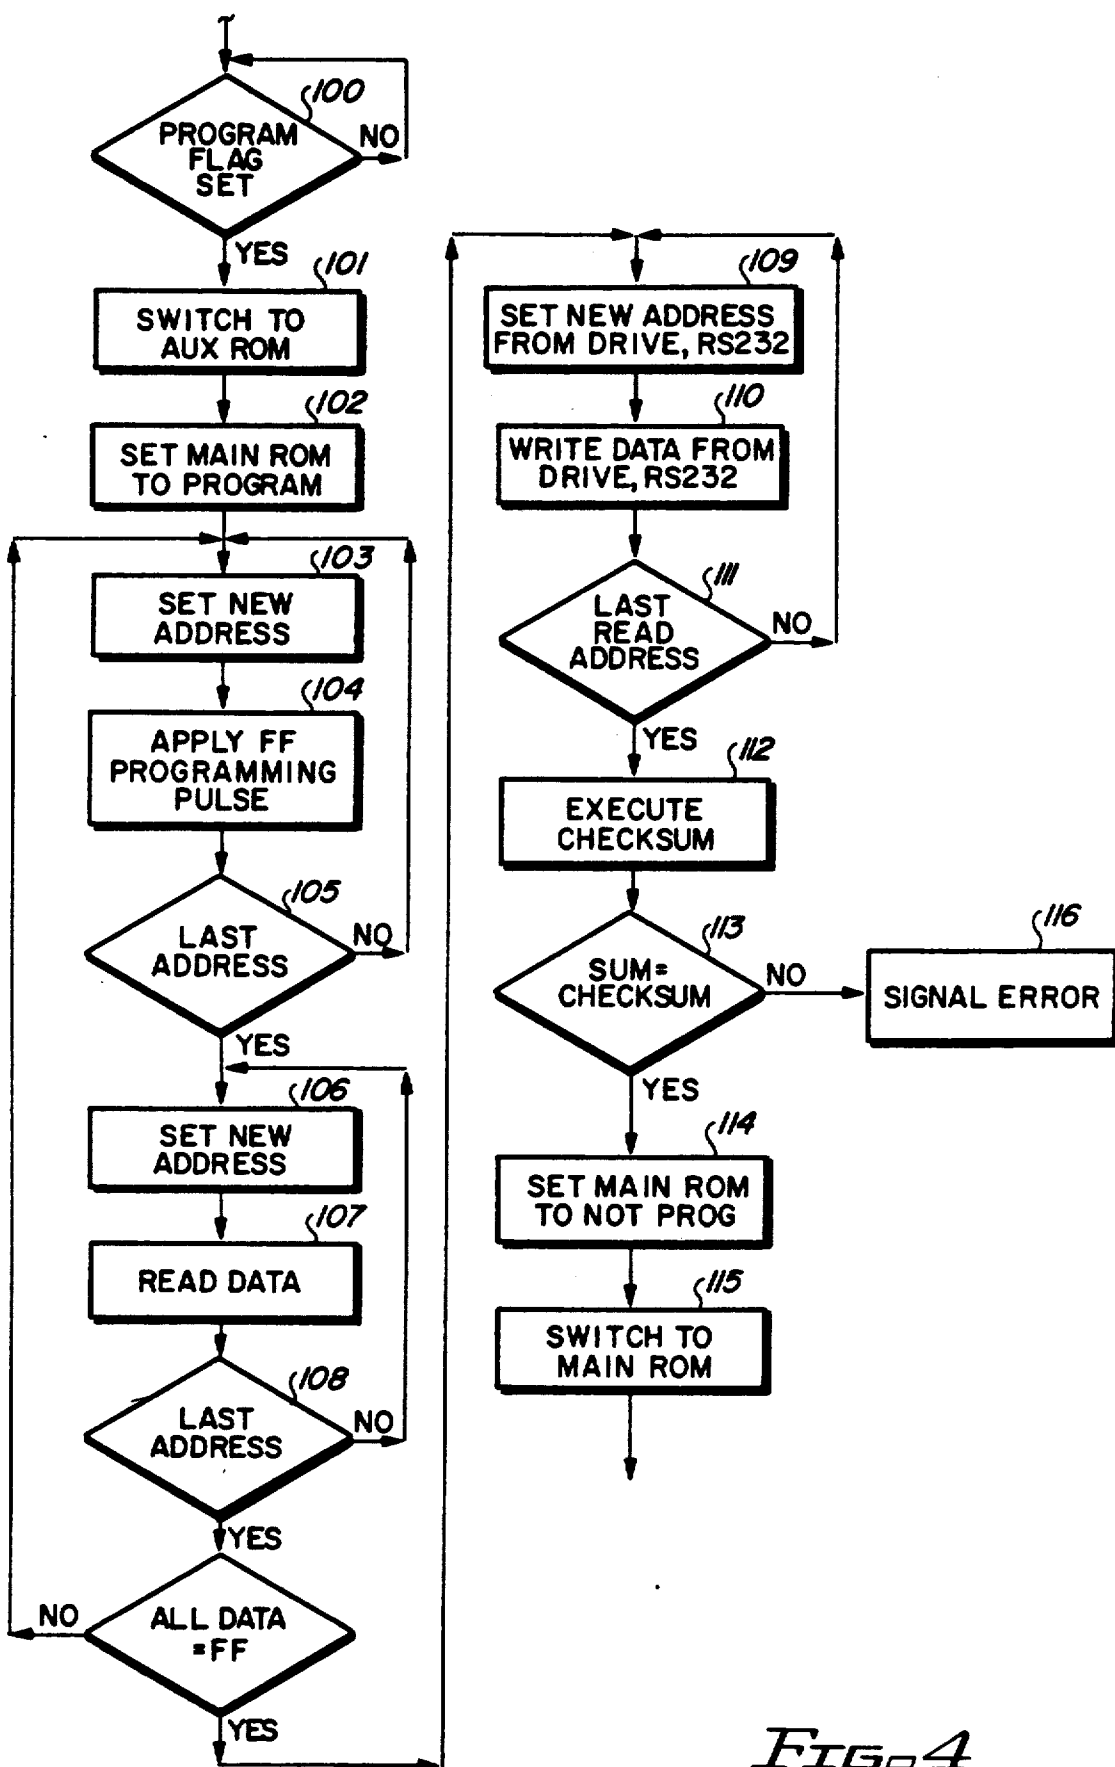 100
PROGRAM
FLAG
SET
NO
YES
101
SWITCH TO
AUX ROM
102
SET MAIN ROM
TO PROGRAM
103
SET NEW
ADDRESS
104
APPLY FF
PROGRAMMING
PULSE
105
LAST
ADDRESS
NO
YES
106
SET NEW
ADDRESS
107
READ DATA
108
LAST
ADDRESS
NO
YES
ALL DATA
=FF
NO
YES
109
SET NEW ADDRESS
FROM DRIVE, RS232
110
WRITE DATA FROM
DRIVE, RS232
111
LAST
READ
ADDRESS
NO
YES
112
EXECUTE
CHECKSUM
113
SUM=
CHECKSUM
NO
YES
116
SIGNAL ERROR
114
SET MAIN ROM
TO NOT PROG
115
SWITCH TO
MAIN ROM
FIG-4